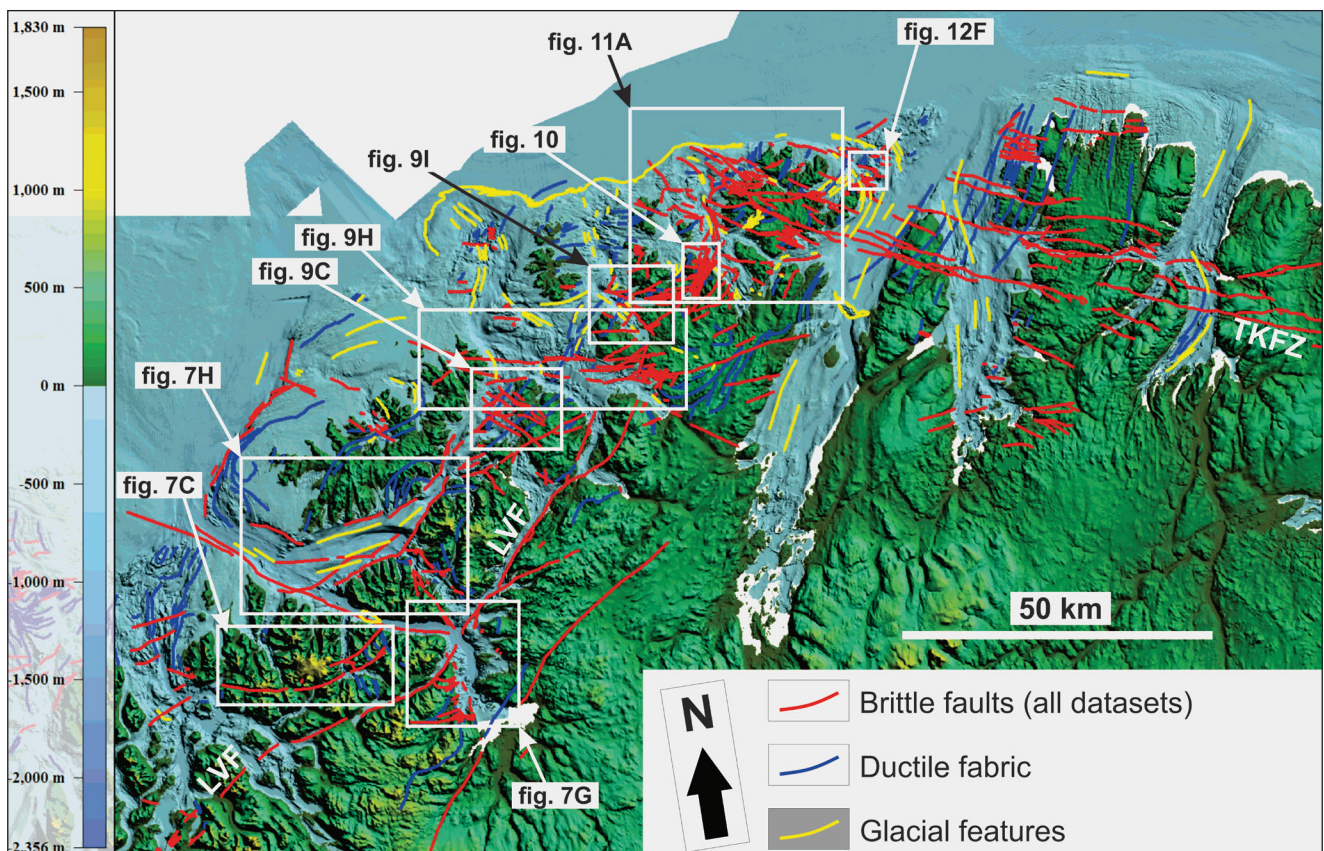 1,830 m
1,500 m
1,000 m
500 m
0 m
-500 m
-1,000 m
-1,500 m
-2,000 m
-2,356 m
fig. 11A
fig. 12F
fig. 10
fig. 9I
fig. 9H
fig. 9C
fig. 7H
fig. 7C
TKFZ
LVF
LVF
fig. 7G
50 km
N
Brittle faults (all datasets)
Ductile fabric
Glacial features